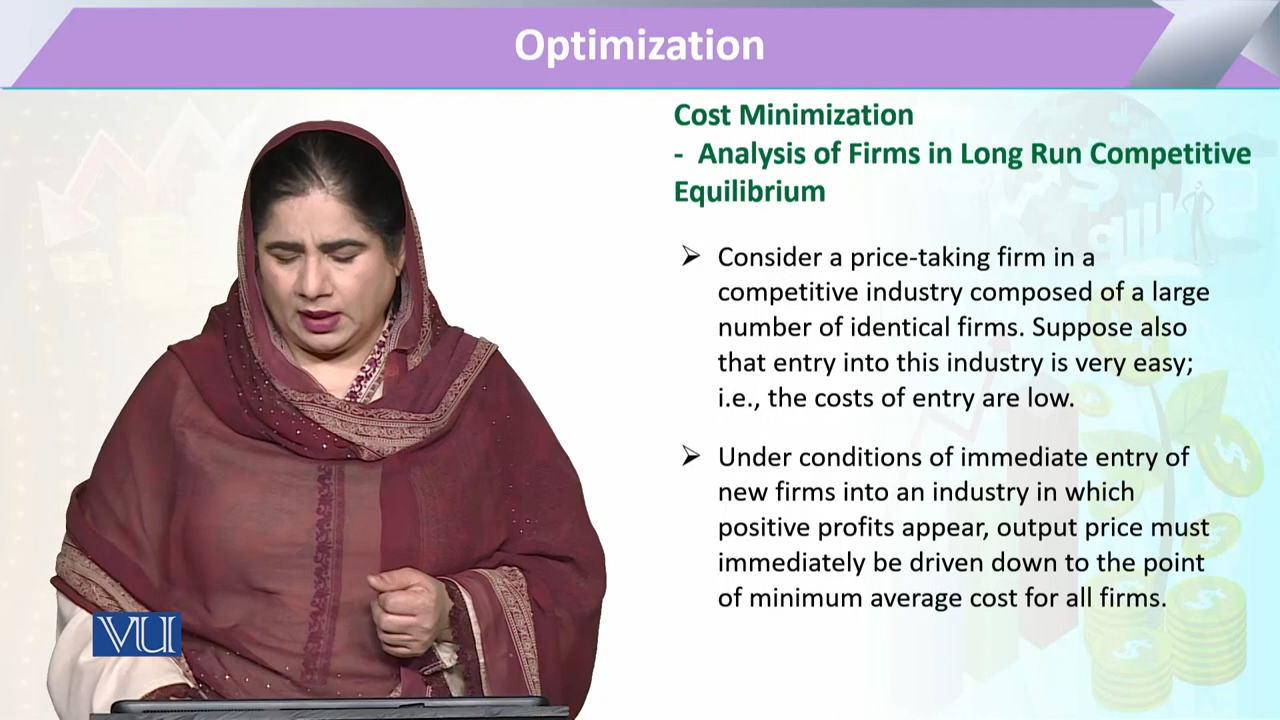 Optimization
Cost Minimization
- Analysis of Firms in Long Run Competitive
Equilibrium
➢ Consider a price-taking firm in a
competitive industry composed of a large
number of identical firms. Suppose also
that entry into this industry is very easy;
i.e., the costs of entry are low.
➢ Under conditions of immediate entry of
new firms into an industry in which
positive profits appear, output price must
immediately be driven down to the point
of minimum average cost for all firms.
VU